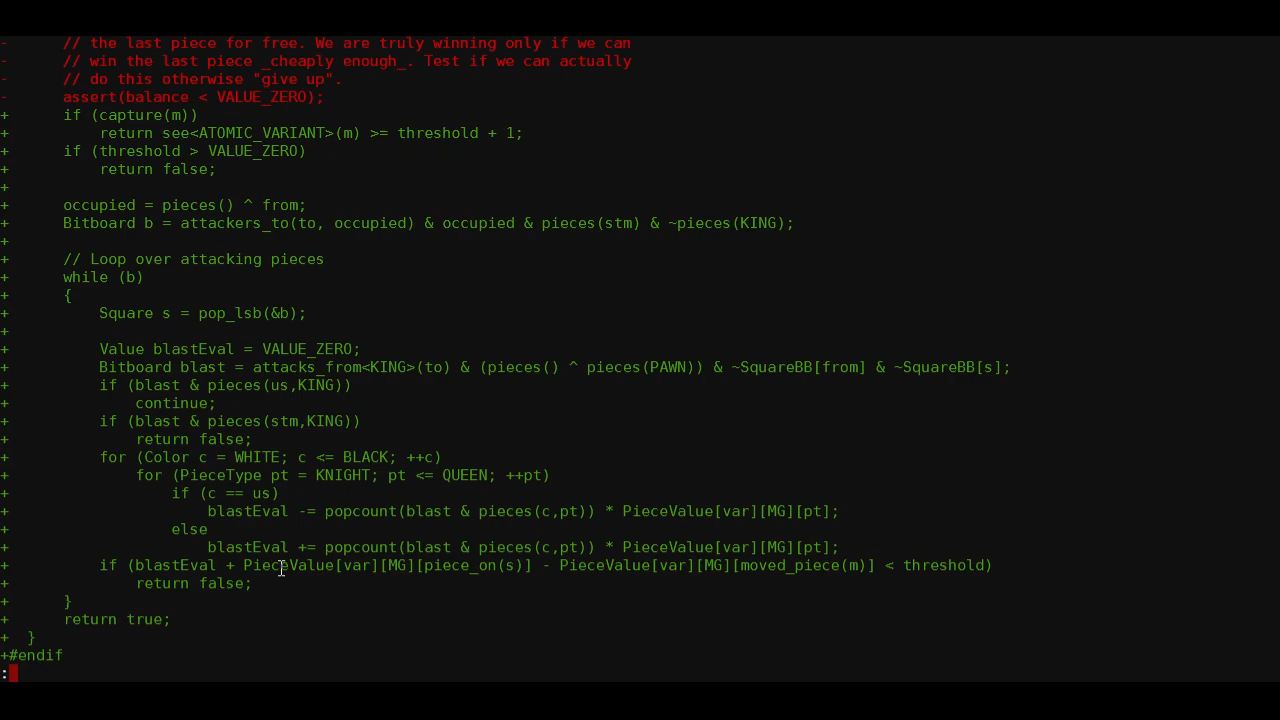 -      // the last piece for free. We are truly winning only if we can
-      // win the last piece _cheaply enough_. Test if we can actually
-      // do this otherwise "give up".
-      assert(balance < VALUE_ZERO);
+      if (capture(m))
+          return see<ATOMIC_VARIANT>(m) >= threshold + 1;
+      if (threshold > VALUE_ZERO)
+          return false;
+
+      occupied = pieces() ^ from;
+      Bitboard b = attackers_to(to, occupied) & occupied & pieces(stm) & ~pieces(KING);
+
+      // Loop over attacking pieces
+      while (b)
+      {
+          Square s = pop_lsb(&b);
+
+          Value blastEval = VALUE_ZERO;
+          Bitboard blast = attacks_from<KING>(to) & (pieces() ^ pieces(PAWN)) & ~SquareBB[from] & ~SquareBB[s];
+          if (blast & pieces(us,KING))
+              continue;
+          if (blast & pieces(stm,KING))
+              return false;
+          for (Color c = WHITE; c <= BLACK; ++c)
+              for (PieceType pt = KNIGHT; pt <= QUEEN; ++pt)
+                  if (c == us)
+                      blastEval -= popcount(blast & pieces(c,pt)) * PieceValue[var][MG][pt];
+                  else
+                      blastEval += popcount(blast & pieces(c,pt)) * PieceValue[var][MG][pt];
+          if (blastEval + PieceValue[var][MG][piece_on(s)] - PieceValue[var][MG][moved_piece(m)] < threshold)
+              return false;
+      }
+      return true;
+  }
+#endif
: